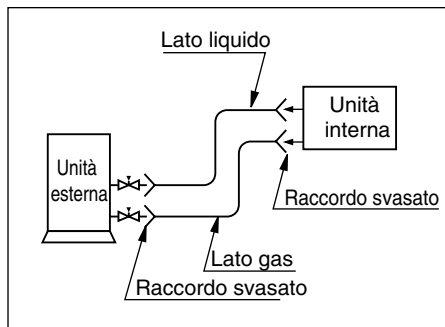 Lato liquido
Unità
interna
Unità
esterna
Raccordo svasato
Lato gas
Raccordo svasato